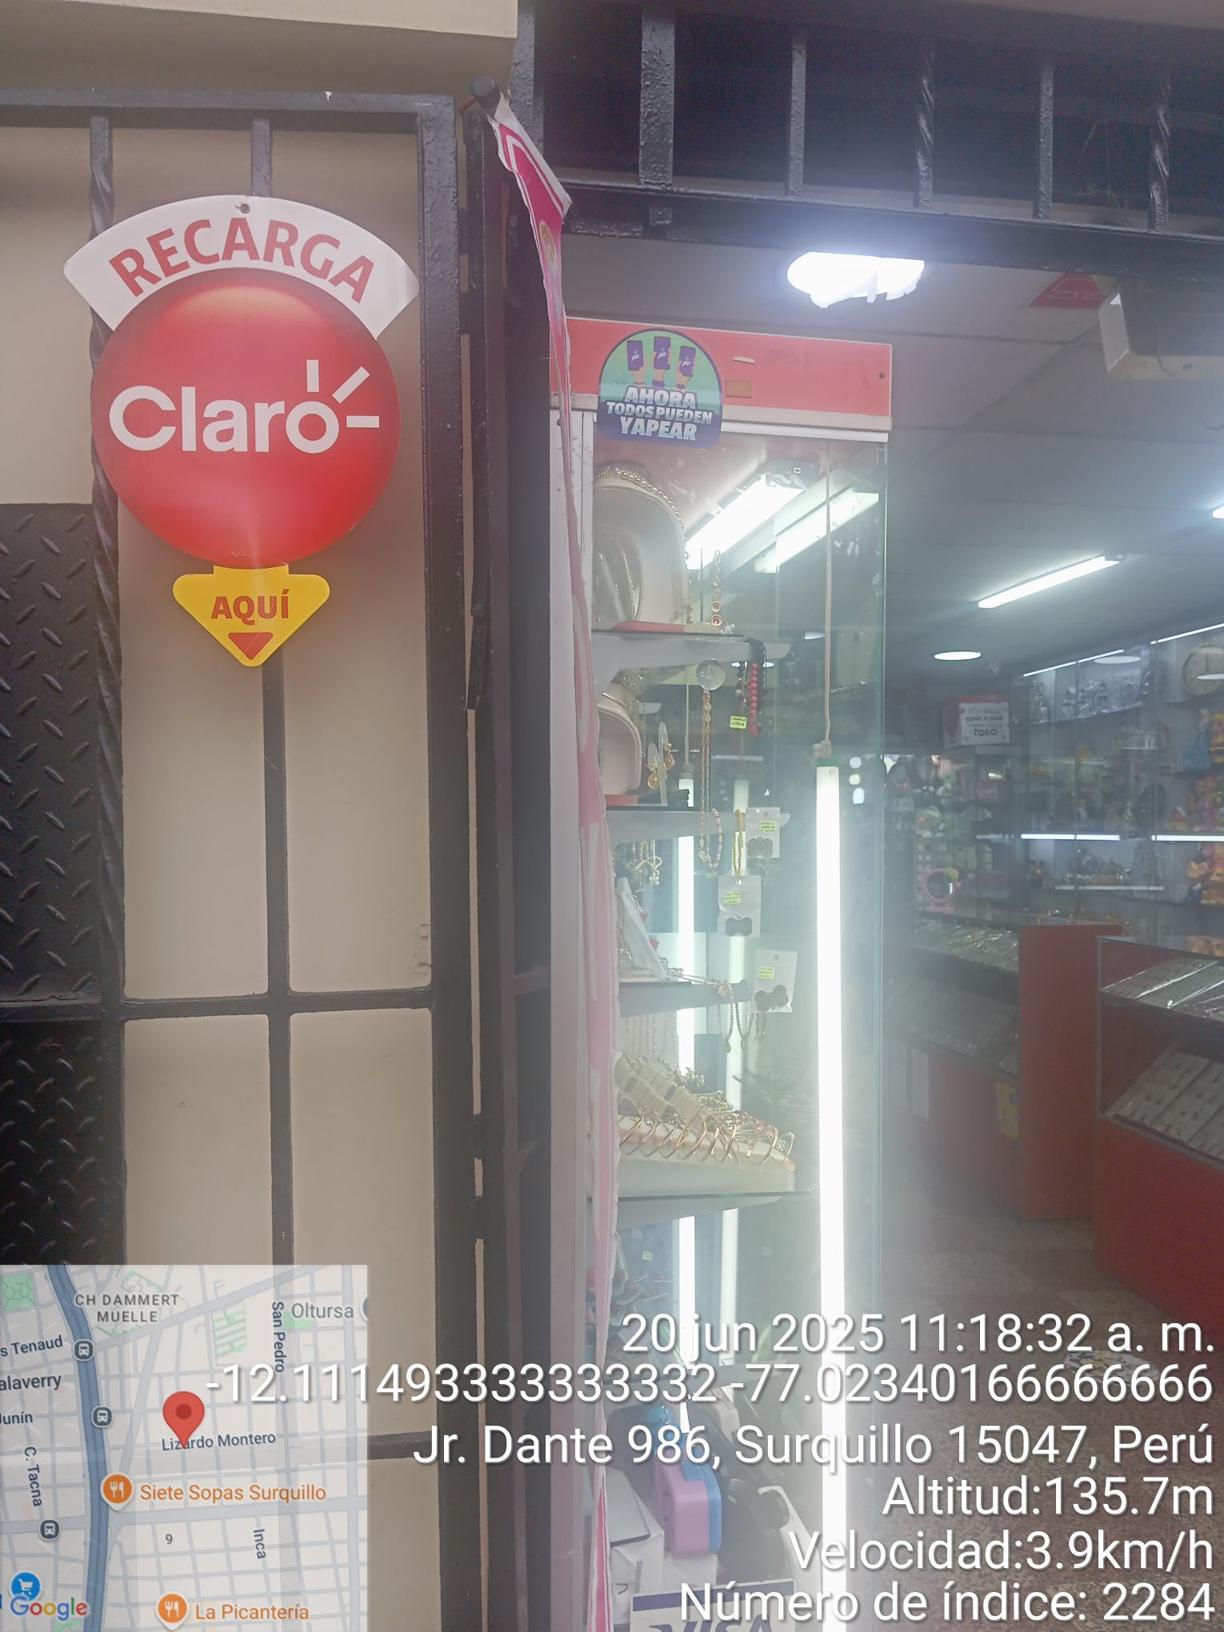 RECARGA
Claro
AQUÍ
AHORA
TODOS PUEDEN
YAPEAR
TODO
CH DAMMERT
MUELLE
San Pedro
Oltursa
s Tenaud
alaverry
Junín
Lizardo Montero
C. Tacna
Siete Sopas Surquillo
9
Inca
La Picantería
Google
20 jun 2025 11:18:32 a. m.
-12.111493333333332 -77.02340166666666
Jr. Dante 986, Surquillo 15047, Perú
Altitud:135.7m
Velocidad:3.9km/h
Número de índice: 2284
VISA